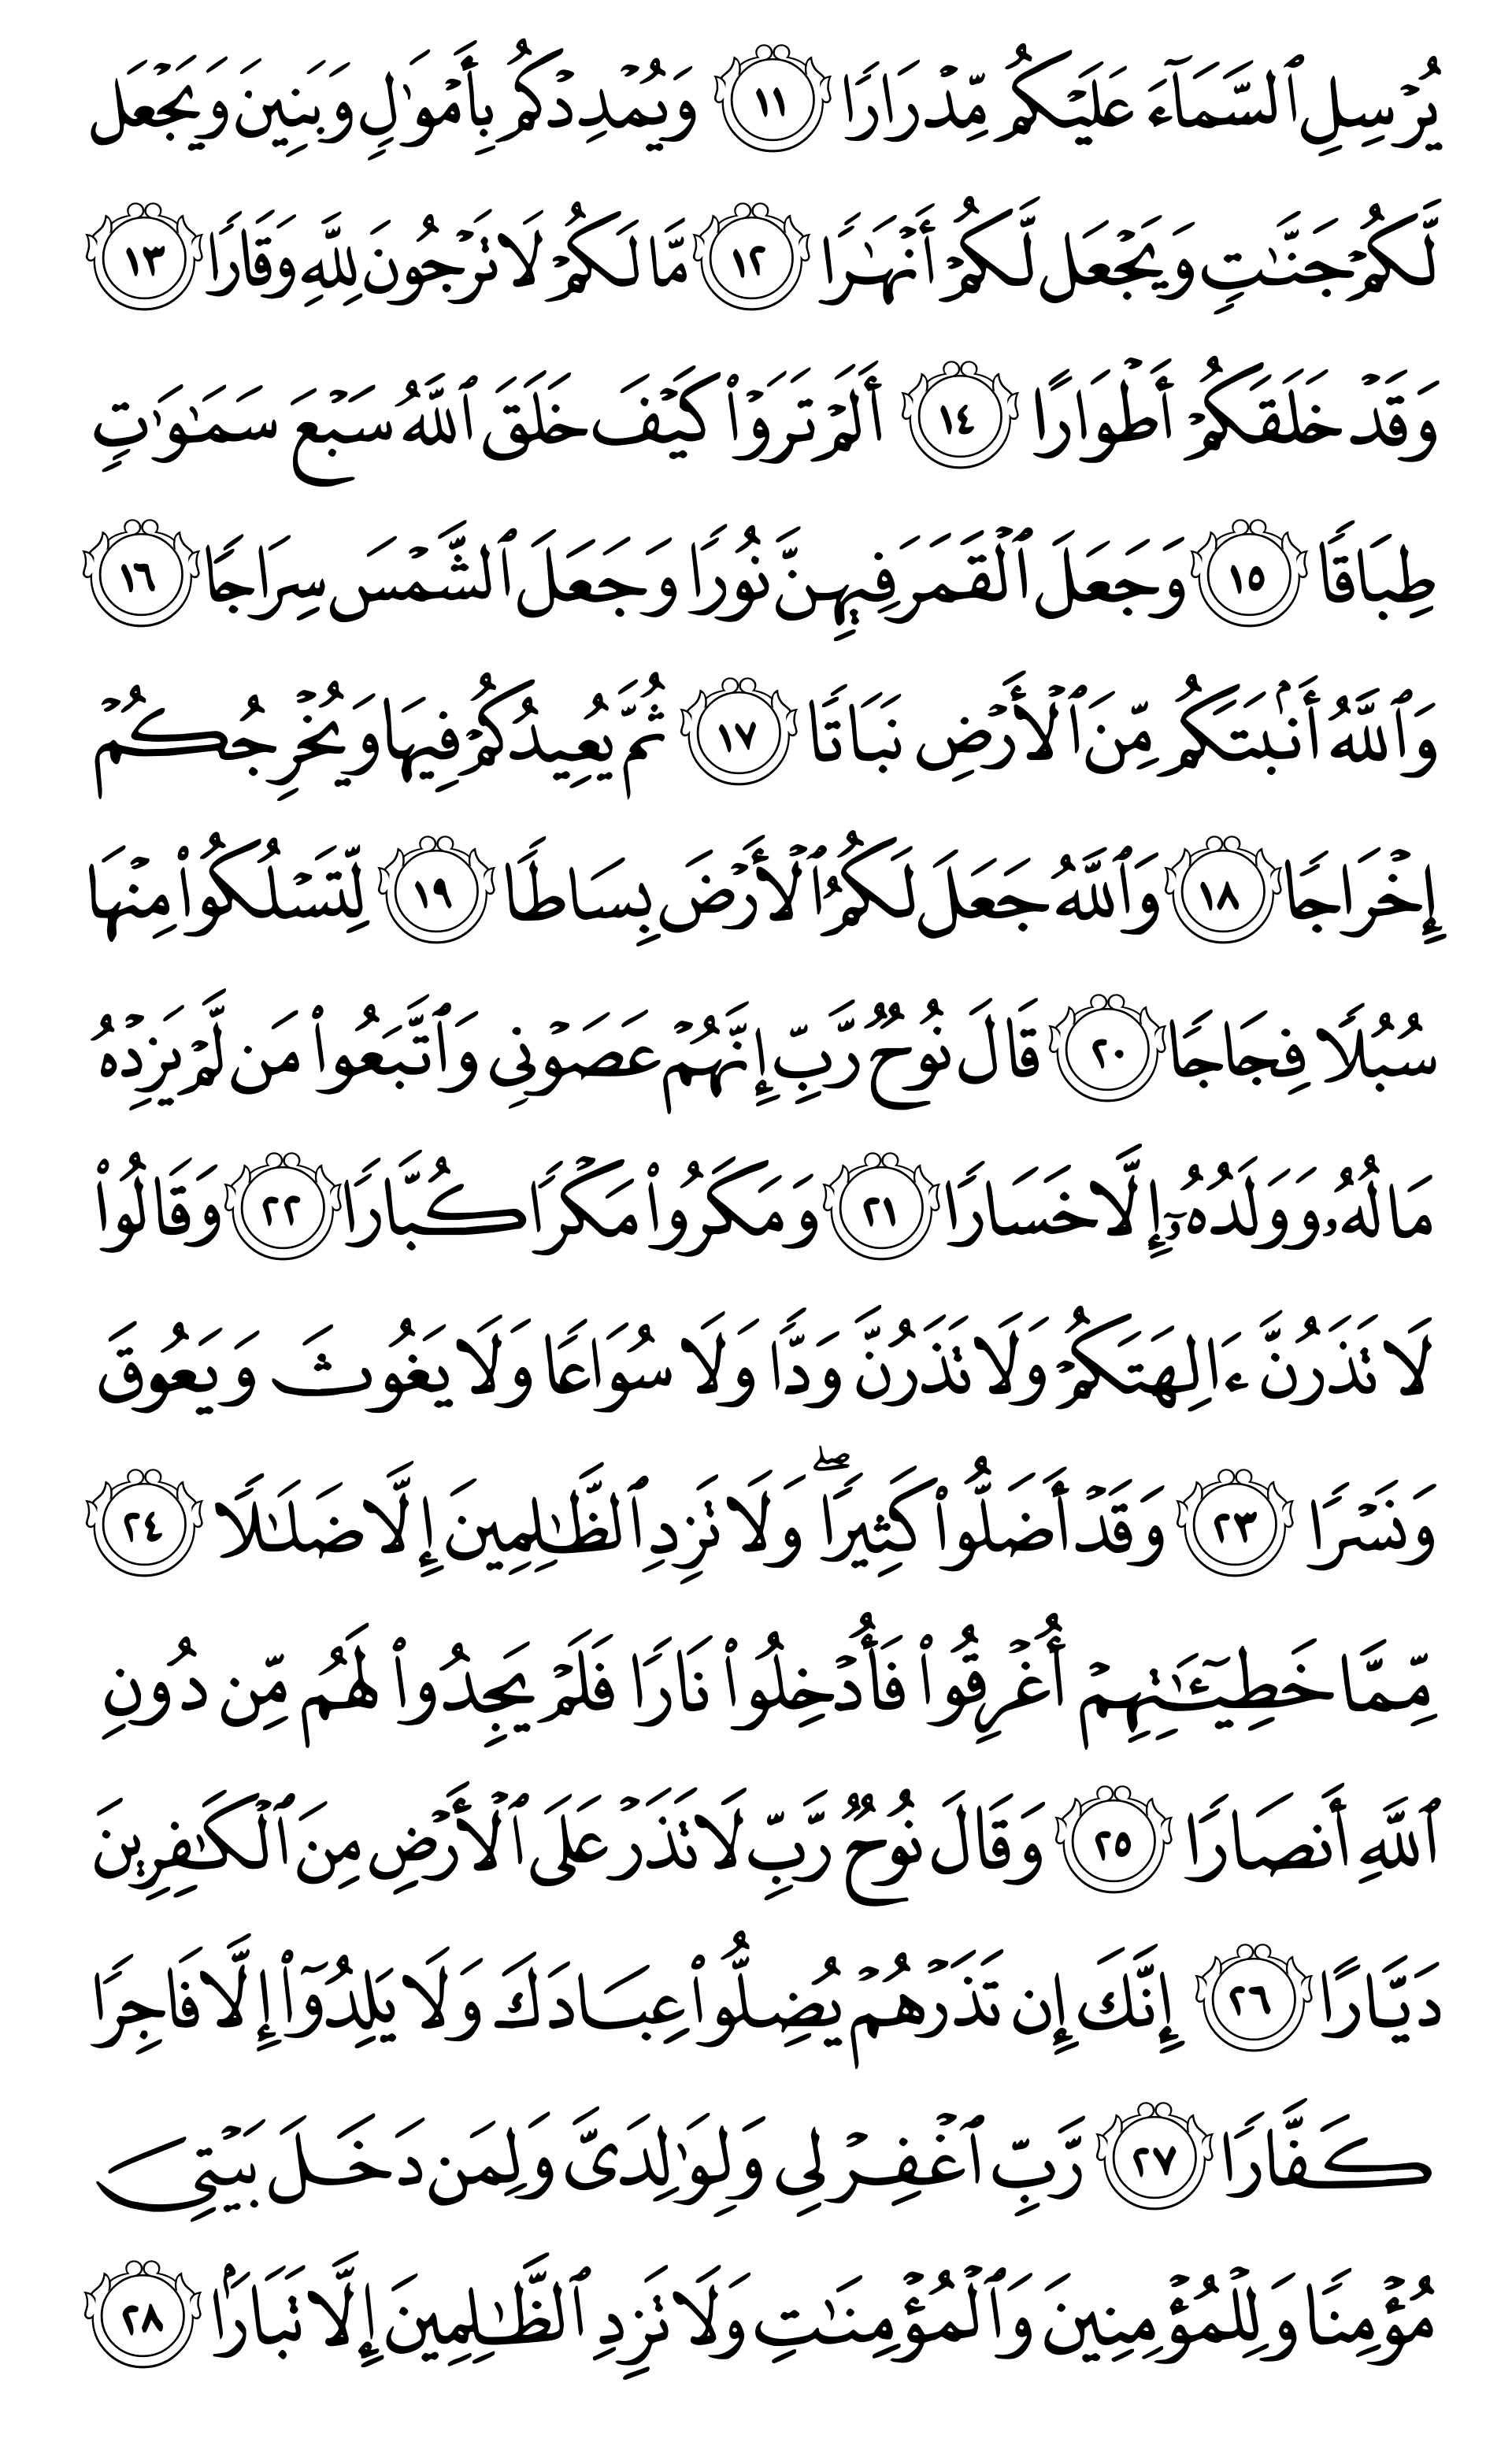 يُرْسِلِ ٱلسَّمَآءَ عَلَيْكُم مِّدْرَارًا ١١ وَيُمْدِدْكُم بِأَمْوَٰلٍ وَبَنِينَ وَيَجْعَل
لَّكُمْ جَنَّٰتٍ وَيَجْعَل لَّكُمْ أَنْهَٰرًا ١٢ مَّا لَكُمْ لَا تَرْجُونَ لِلَّهِ وَقَارًا ١٣
وَقَدْ خَلَقَكُمْ أَطْوَارًا ١٤ أَلَمْ تَرَوْا۟ كَيْفَ خَلَقَ ٱللَّهُ سَبْعَ سَمَٰوَٰتٍ
طِبَاقًا ١٥ وَجَعَلَ ٱلْقَمَرَ فِيهِنَّ نُورًا وَجَعَلَ ٱلشَّمْسَ سِرَاجًا ١٦
وَٱللَّهُ أَنۢبَتَكُم مِّنَ ٱلْأَرْضِ نَبَاتًا ١٧ ثُمَّ يُعِيدُكُمْ فِيهَا وَيُخْرِجُكُمْ
إِخْرَاجًا ١٨ وَٱللَّهُ جَعَلَ لَكُمُ ٱلْأَرْضَ بِسَاطًا ١٩ لِّتَسْلُكُوا۟ مِنْهَا
سُبُلًا فِجَاجًا ٢٠ قَالَ نُوحٌ رَّبِّ إِنَّهُمْ عَصَوْنِى وَٱتَّبَعُوا۟ مَن لَّمْ يَزِدْهُ
مَالُهُۥ وَوَلَدُهُۥٓ إِلَّا خَسَارًا ٢١ وَمَكَرُوا۟ مَكْرًا كُبَّارًا ٢٢ وَقَالُوا۟
لَا تَذَرُنَّ ءَالِهَتَكُمْ وَلَا تَذَرُنَّ وَدًّا وَلَا سُوَاعًا وَلَا يَغُوثَ وَيَعُوقَ
وَنَسْرًا ٢٣ وَقَدْ أَضَلُّوا۟ كَثِيرًا ۖ وَلَا تَزِدِ ٱلظَّٰلِمِينَ إِلَّا ضَلَٰلًا ٢٤
مِّمَّا خَطِيٓـَٰٔتِهِمْ أُغْرِقُوا۟ فَأُدْخِلُوا۟ نَارًا فَلَمْ يَجِدُوا۟ لَهُم مِّن دُونِ
ٱللَّهِ أَنصَارًا ٢٥ وَقَالَ نُوحٌ رَّبِّ لَا تَذَرْ عَلَى ٱلْأَرْضِ مِنَ ٱلْكَٰفِرِينَ
دَيَّارًا ٢٦ إِنَّكَ إِن تَذَرْهُمْ يُضِلُّوا۟ عِبَادَكَ وَلَا يَلِدُوٓا۟ إِلَّا فَاجِرًا
كَفَّارًا ٢٧ رَّبِّ ٱغْفِرْ لِى وَلِوَٰلِدَىَّ وَلِمَن دَخَلَ بَيْتِىَ
مُؤْمِنًا وَلِلْمُؤْمِنِينَ وَٱلْمُؤْمِنَٰتِ وَلَا تَزِدِ ٱلظَّٰلِمِينَ إِلَّا تَبَارًۢا ٢٨